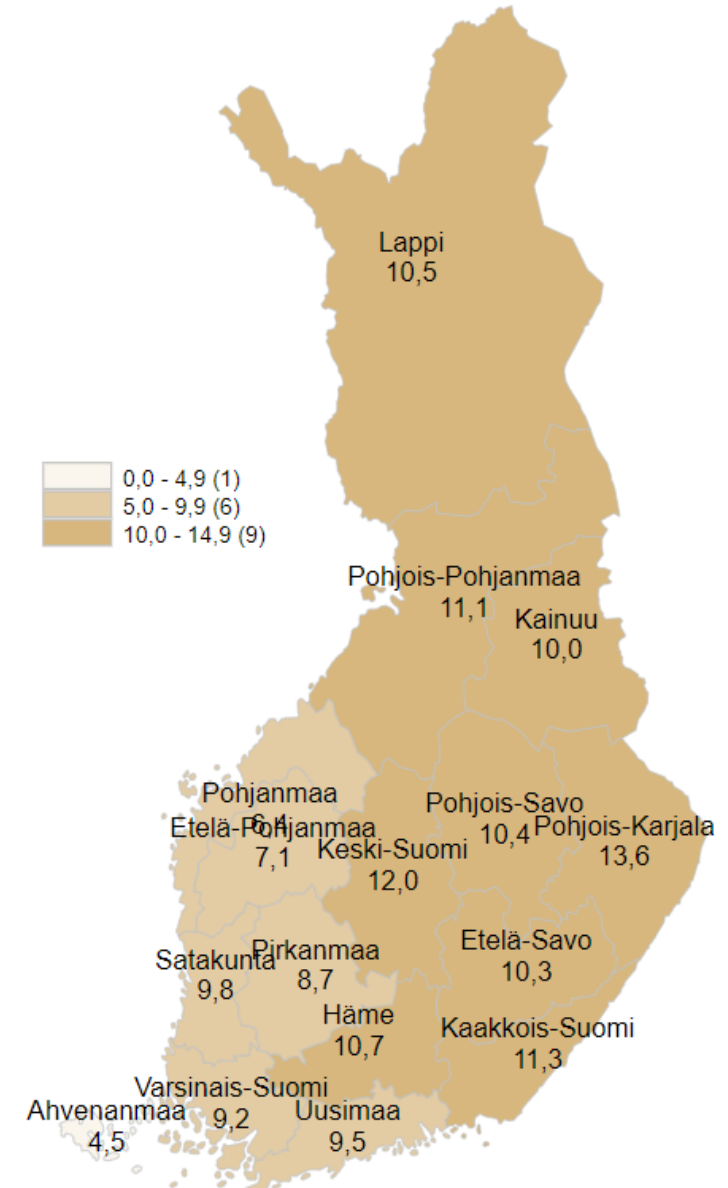 Lappi
10,5
0,0 - 4,9 (1)
5,0 - 9,9 (6)
10,0 - 14,9 (9)
Pohjois-Pohjanmaa
11,1
Kainuu
10,0
Pohjanmaa
6,4
Etelä-Pohjanmaa
7,1
Keski-Suomi
12,0
Pohjois-Savo
10,4
Pohjois-Karjala
13,6
Satakunta
9,8
Pirkanmaa
8,7
Etelä-Savo
10,3
Häme
10,7
Kaakkois-Suomi
11,3
Varsinais-Suomi
9,2
Ahvenanmaa
4,5
Uusimaa
9,5